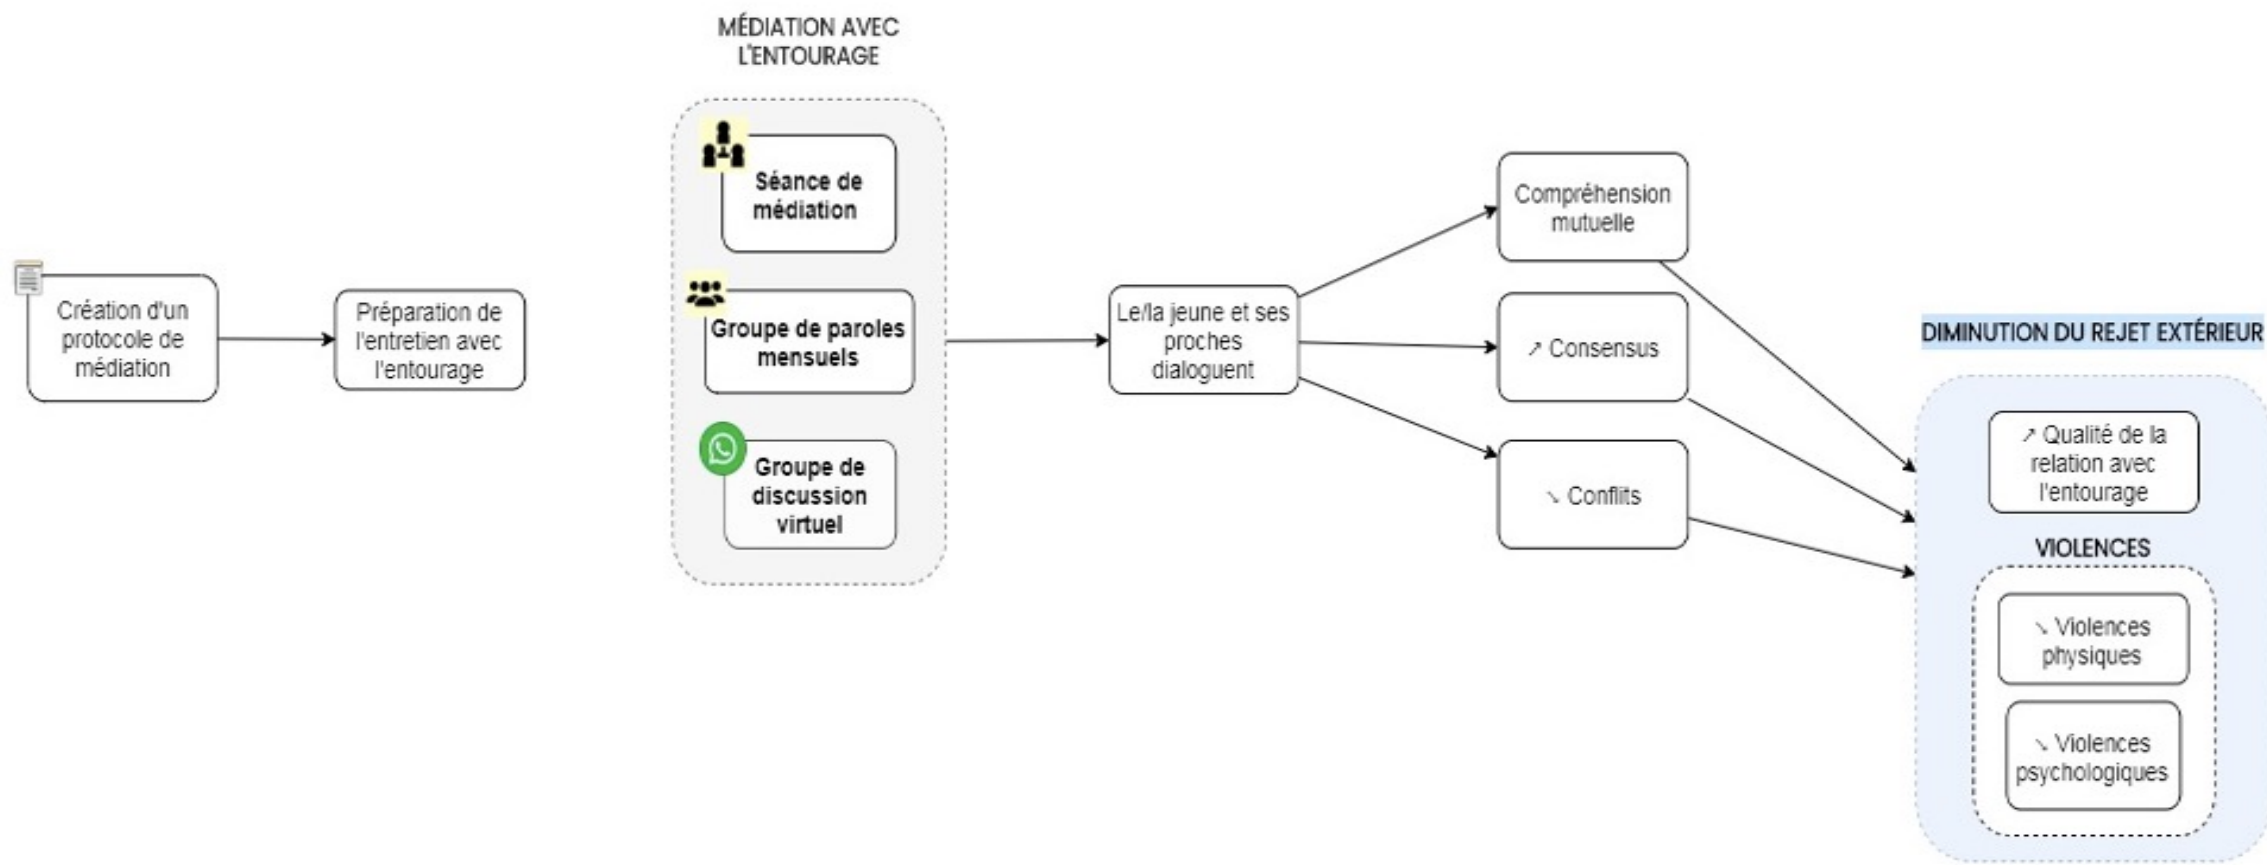 MÉDIATION AVEC
L'ENTOURAGE
Séance de
médiation
Groupe de paroles
mensuels
Groupe de
discussion
virtuel
Création d'un
protocole de
médiation
Préparation de
l'entretien avec
l'entourage
Le/la jeune et ses
proches
dialoguent
Compréhension
mutuelle
↗ Consensus
↘ Conflits
DIMINUTION DU REJET EXTÉRIEUR
↗ Qualité de la
relation avec
l'entourage
VIOLENCES
↘ Violences
physiques
↘ Violences
psychologiques